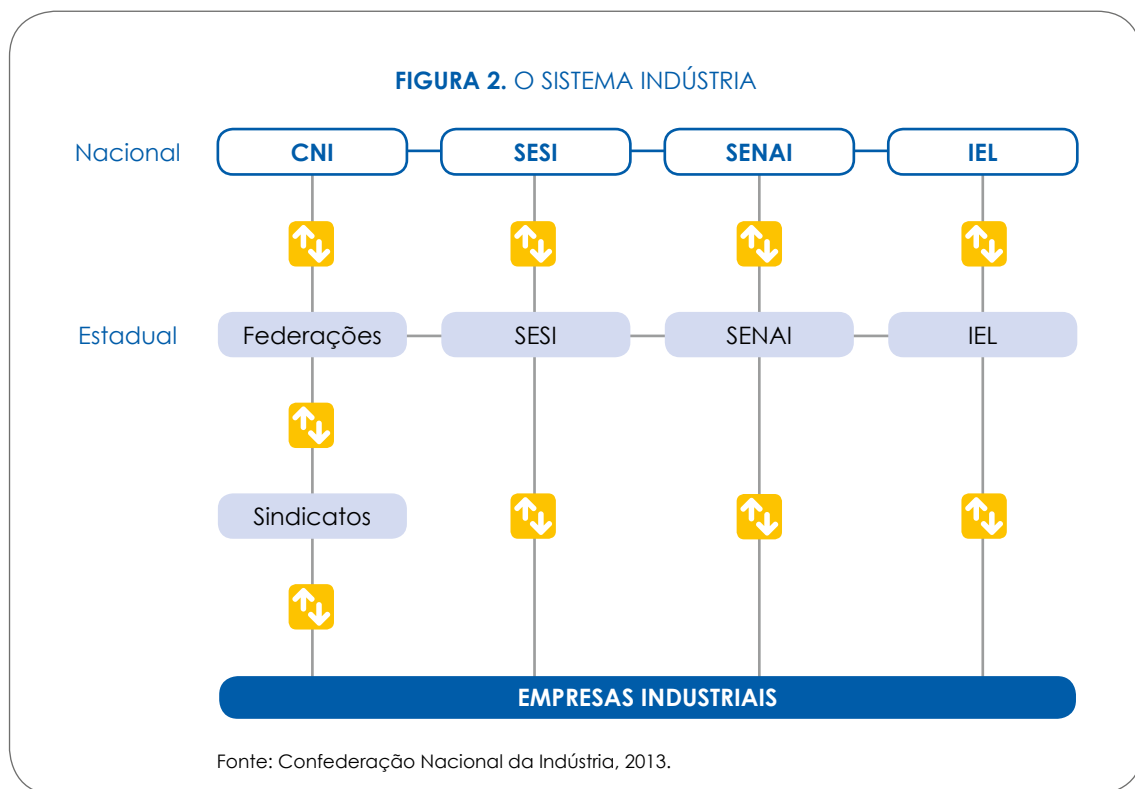 FIGURA 2. O SISTEMA INDÚSTRIA
Nacional CNI SESI SENAI IEL
Estadual Federações SESI SENAI IEL
Sindicatos
EMPRESAS INDUSTRIAIS
Fonte: Confederação Nacional da Indústria, 2013.